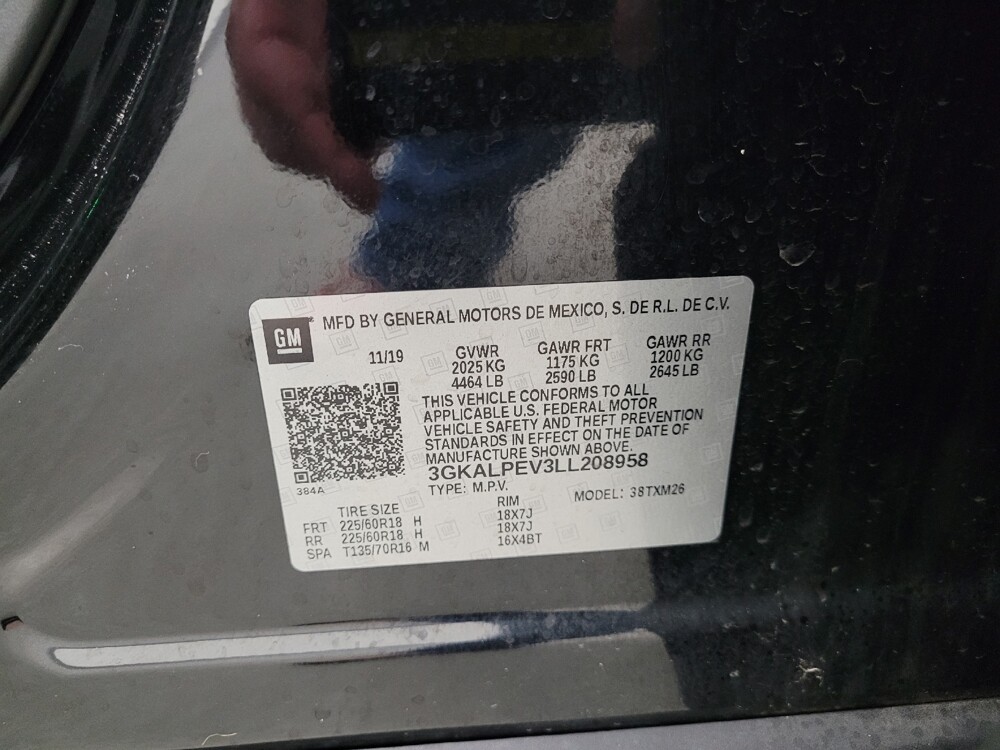 GM
MFD BY GENERAL MOTORS DE MEXICO, S. DE R.L. DE C.V.
11/19 GVWR GAWR FRT GAWR RR
2025 KG 1175 KG 1200 KG
4464 LB 2590 LB 2645 LB
THIS VEHICLE CONFORMS TO ALL
APPLICABLE U.S. FEDERAL MOTOR
VEHICLE SAFETY AND THEFT PREVENTION
STANDARDS IN EFFECT ON THE DATE OF
MANUFACTURE SHOWN ABOVE.
3GKALPEV3LL208958
384A
TYPE: M.P.V.
MODEL: 38TXM26
TIRE SIZE RIM
FRT 225/60R18 H 18X7J
RR 225/60R18 H 18X7J
SPA T135/70R16 M 16X4BT